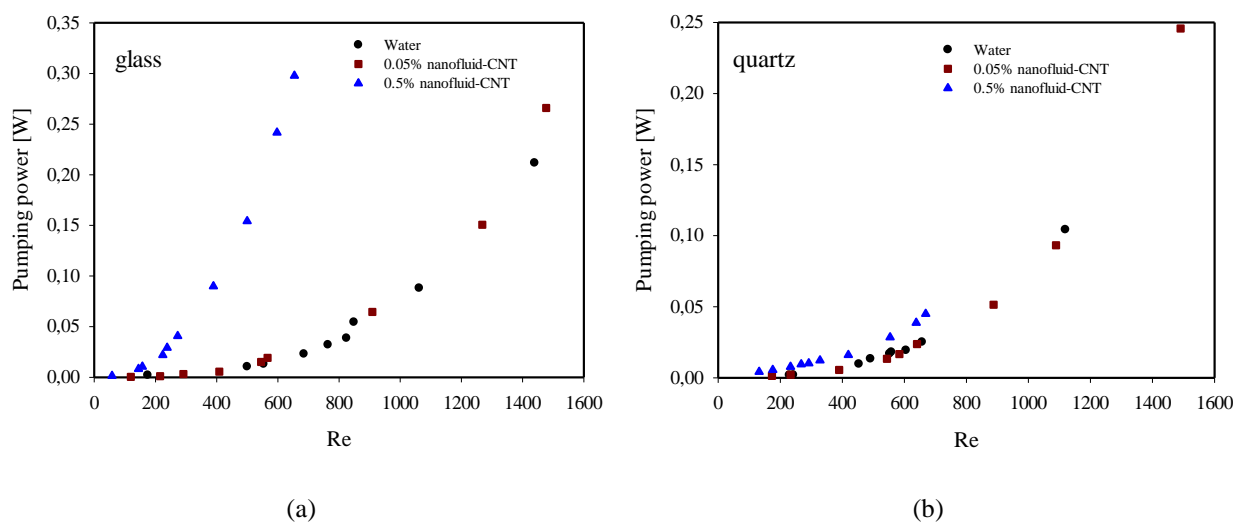 glass
Water
0.05% nanofluid-CNT
0.5% nanofluid-CNT
Pumping power [W]
0,35
0,30
0,25
0,20
0,15
0,10
0,05
0,00
0 200 400 600 800 1000 1200 1400 1600
Re
(a)
quartz
Water
0.05% nanofluid-CNT
0.5% nanofluid-CNT
Pumping power [W]
0,25
0,20
0,15
0,10
0,05
0,00
0 200 400 600 800 1000 1200 1400 1600
Re
(b)